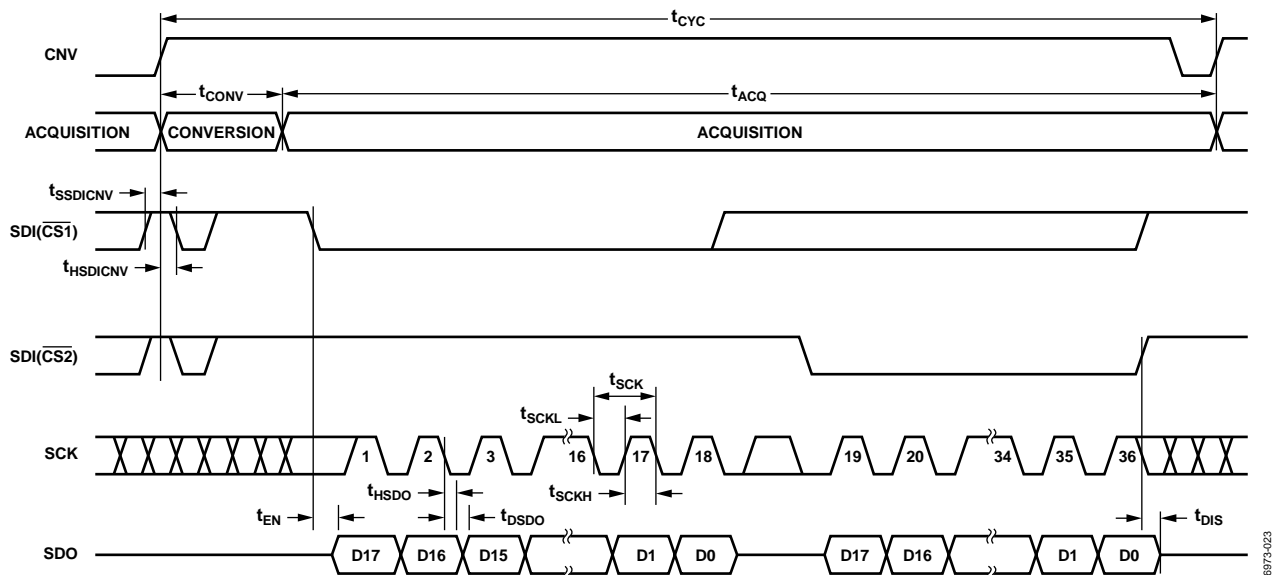 tCYC
CNV
tCONV
tACQ
ACQUISITION
CONVERSION
ACQUISITION
tSSDICNV
SDI(CS1)
tHSDICNV
SDI(CS2)
tSCK
tSCKL
SCK
1
2
3
16
17
18
19
20
34
35
36
tHSDO
tSCKH
tEN
tDSDO
tDIS
SDO
D17
D16
D15
D1
D0
D17
D16
D1
D0
6973-023